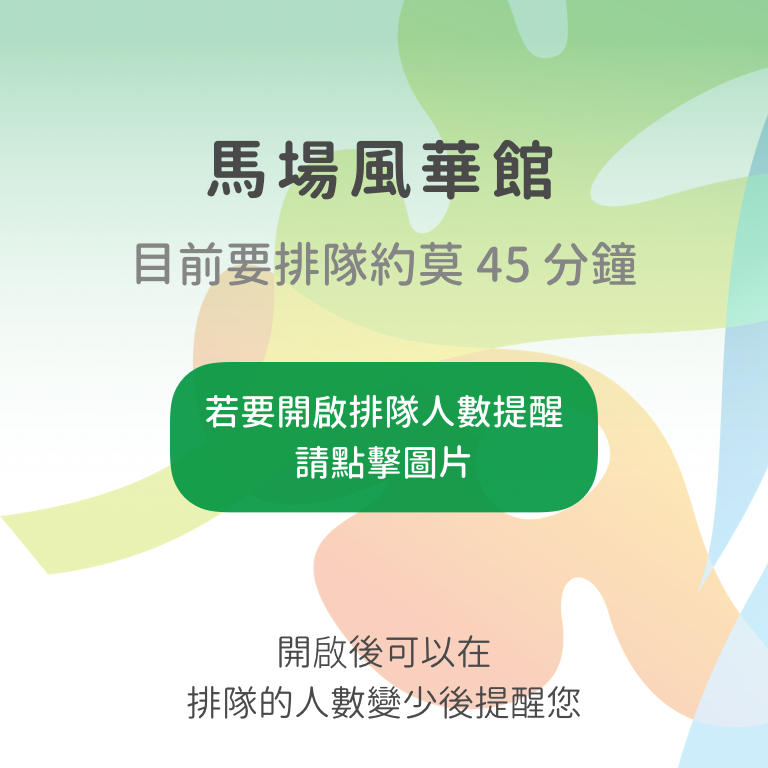 馬場風華館
目前要排隊約莫 45 分鐘
若要開啟排隊人數提醒
請點擊圖片
開啟後可以在
排隊的人數變少後提醒您